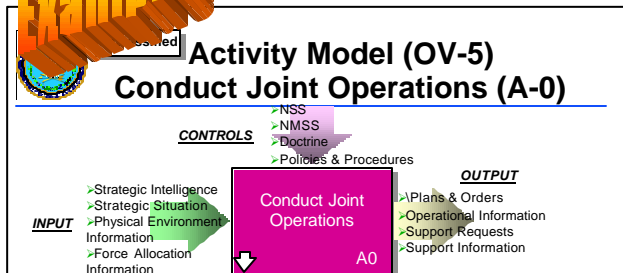 Activity Model (OV-5)
Conduct Joint Operations (A-0)
CONTROLS
➢NSS
➢NMSS
➢Doctrine
➢Policies & Procedures
INPUT
➢Strategic Intelligence
➢Strategic Situation
➢Physical Environment
Information
➢Force Allocation
Information
Conduct Joint
Operations
A0
OUTPUT
➢\Plans & Orders
➢Operational Information
➢Support Requests
➢Support Information